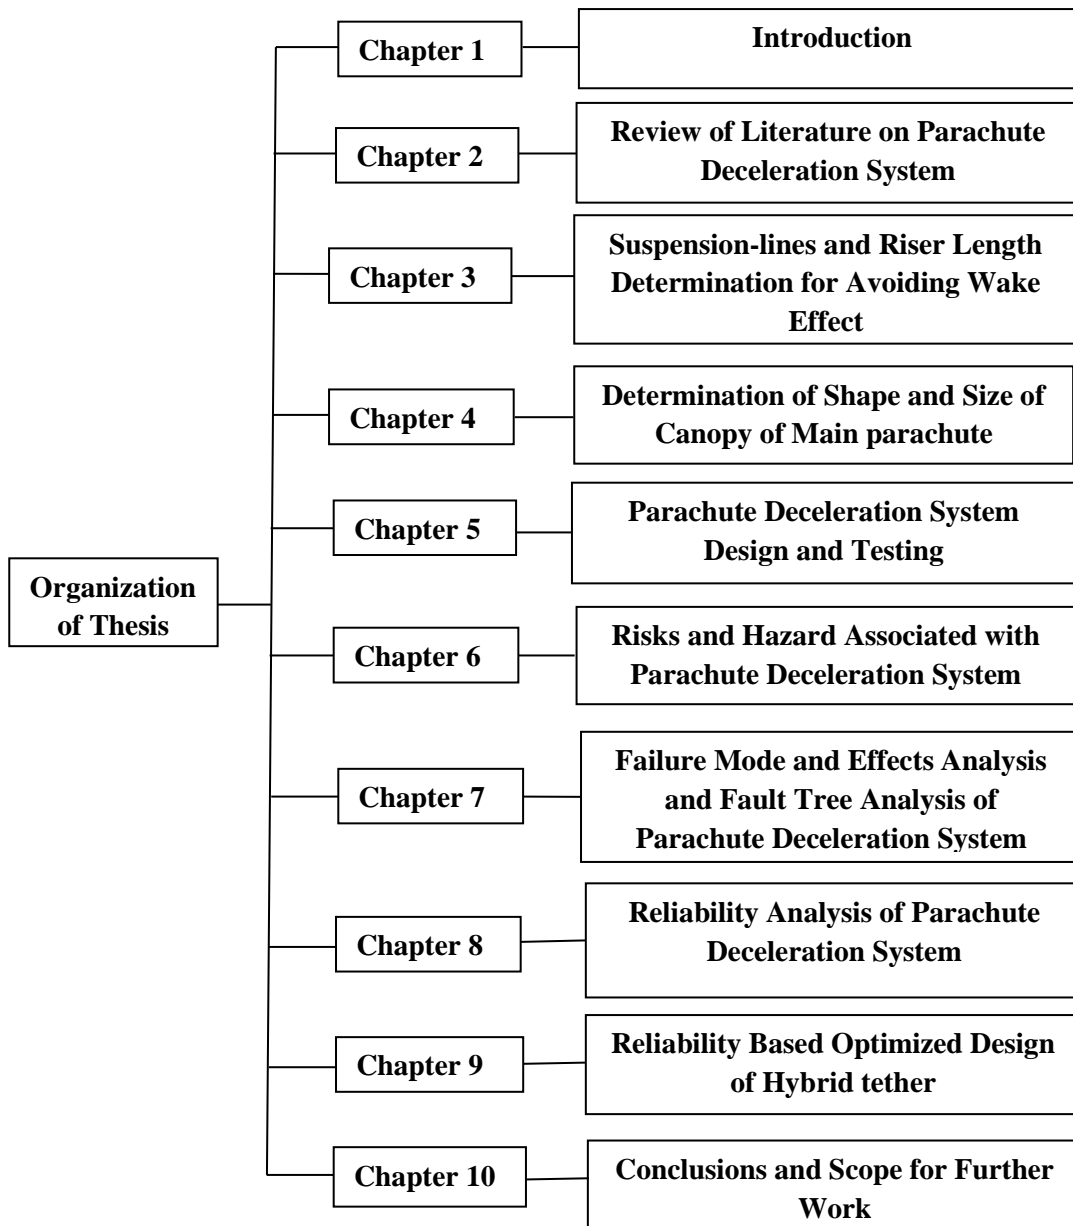 Chapter 1
Introduction
Chapter 2
Review of Literature on Parachute
Deceleration System
Chapter 3
Suspension-lines and Riser Length
Determination for Avoiding Wake
Effect
Chapter 4
Determination of Shape and Size of
Canopy of Main parachute
Chapter 5
Parachute Deceleration System
Design and Testing
Organization
of Thesis
Chapter 6
Risks and Hazard Associated with
Parachute Deceleration System
Chapter 7
Failure Mode and Effects Analysis
and Fault Tree Analysis of
Parachute Deceleration System
Chapter 8
Reliability Analysis of Parachute
Deceleration System
Chapter 9
Reliability Based Optimized Design
of Hybrid tether
Chapter 10
Conclusions and Scope for Further
Work